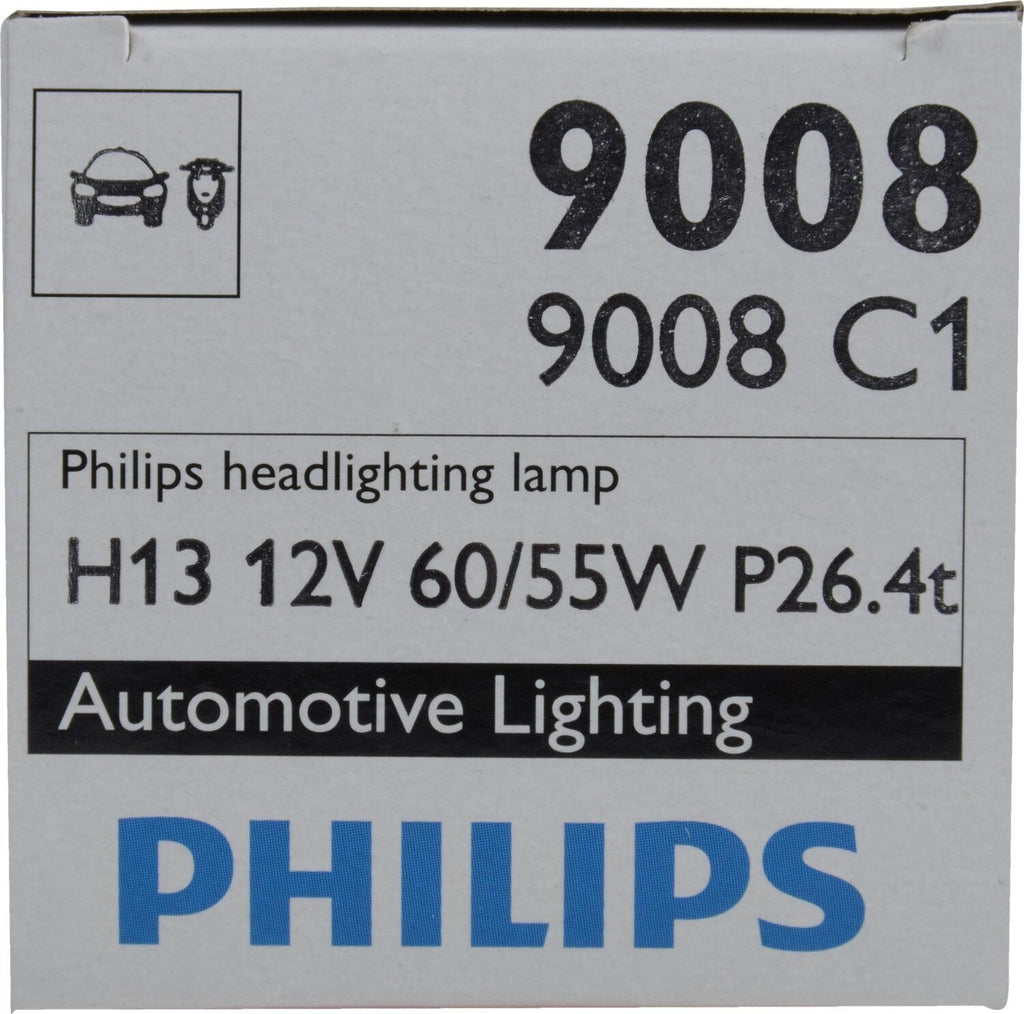 9008
9008 C1
Philips headlighting lamp
H13 12V 60/55W P26.4t
Automotive Lighting
PHILIPS